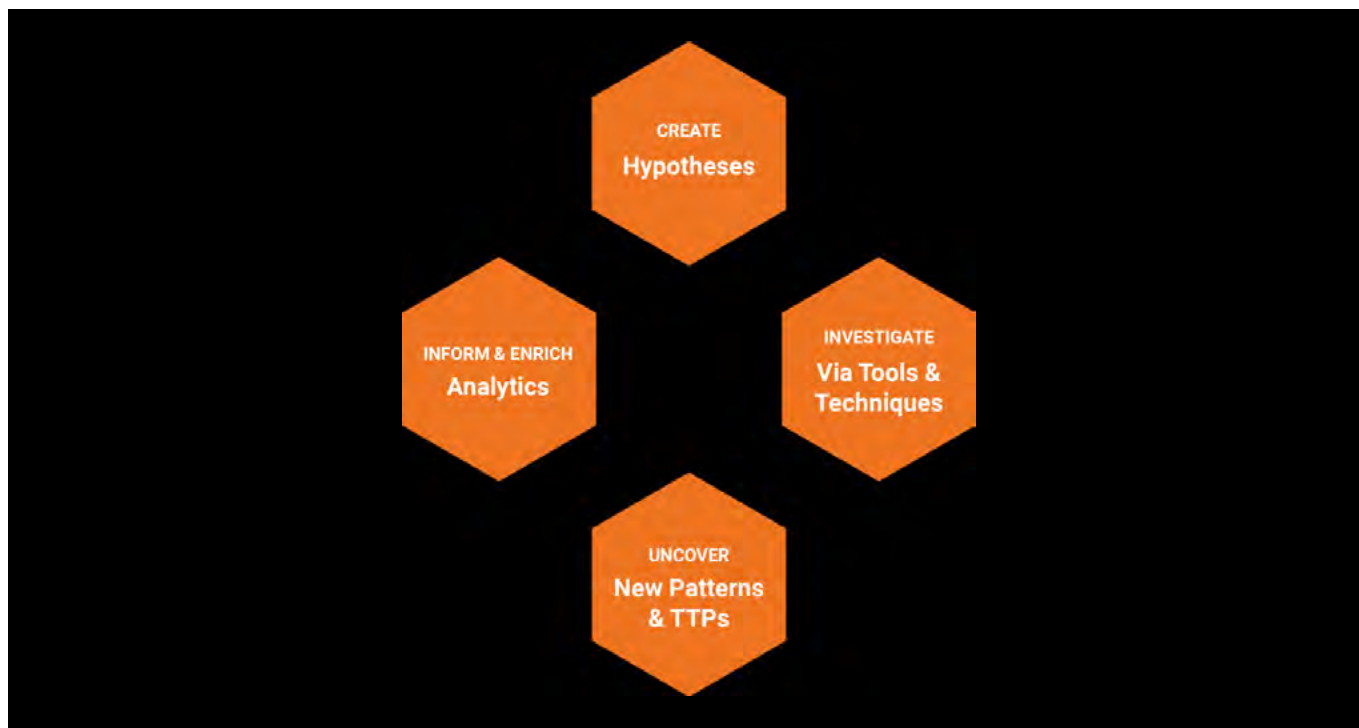 CREATE
Hypotheses
INFORM & ENRICH
Analytics
INVESTIGATE
Via Tools &
Techniques
UNCOVER
New Patterns
& TTPs